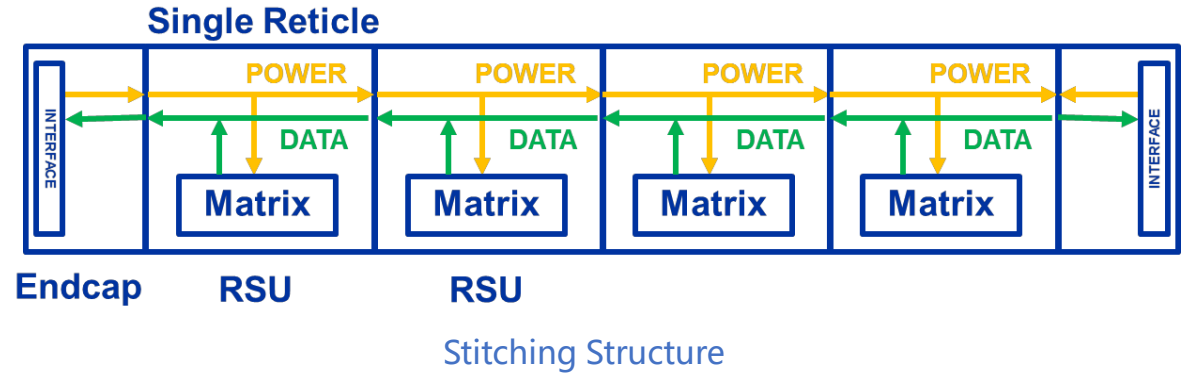 Single Reticle
POWER POWER POWER POWER
INTERFACE
DATA DATA DATA DATA
INTERFACE
Matrix Matrix Matrix Matrix
Endcap RSU RSU
Stitching Structure